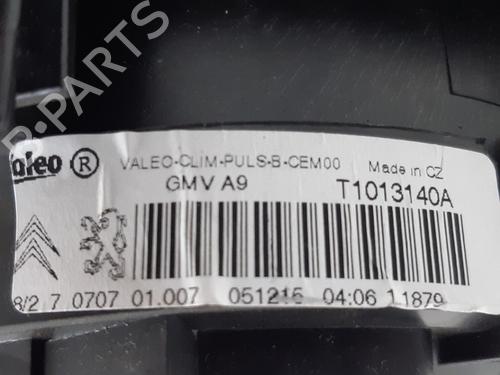 B-PARTS
Valeo ® VALEO-CLIM-PULS-B-CEM00 Made in CZ
GMV A9 T1013140A
8/2 7 0707 01.007 051215 04:06 11879